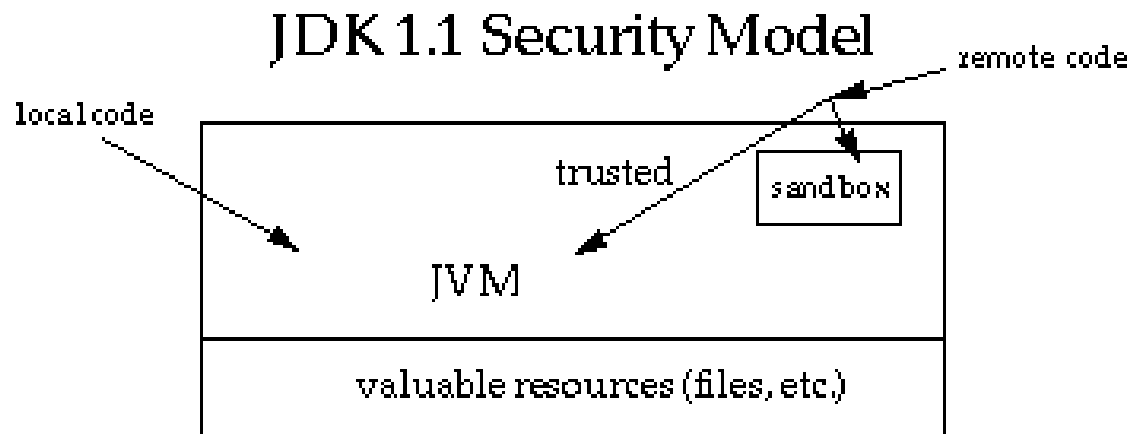 JDK 1.1 Security Model
remote code
local code
trusted
sandbox
JVM
valuable resources (files, etc.)